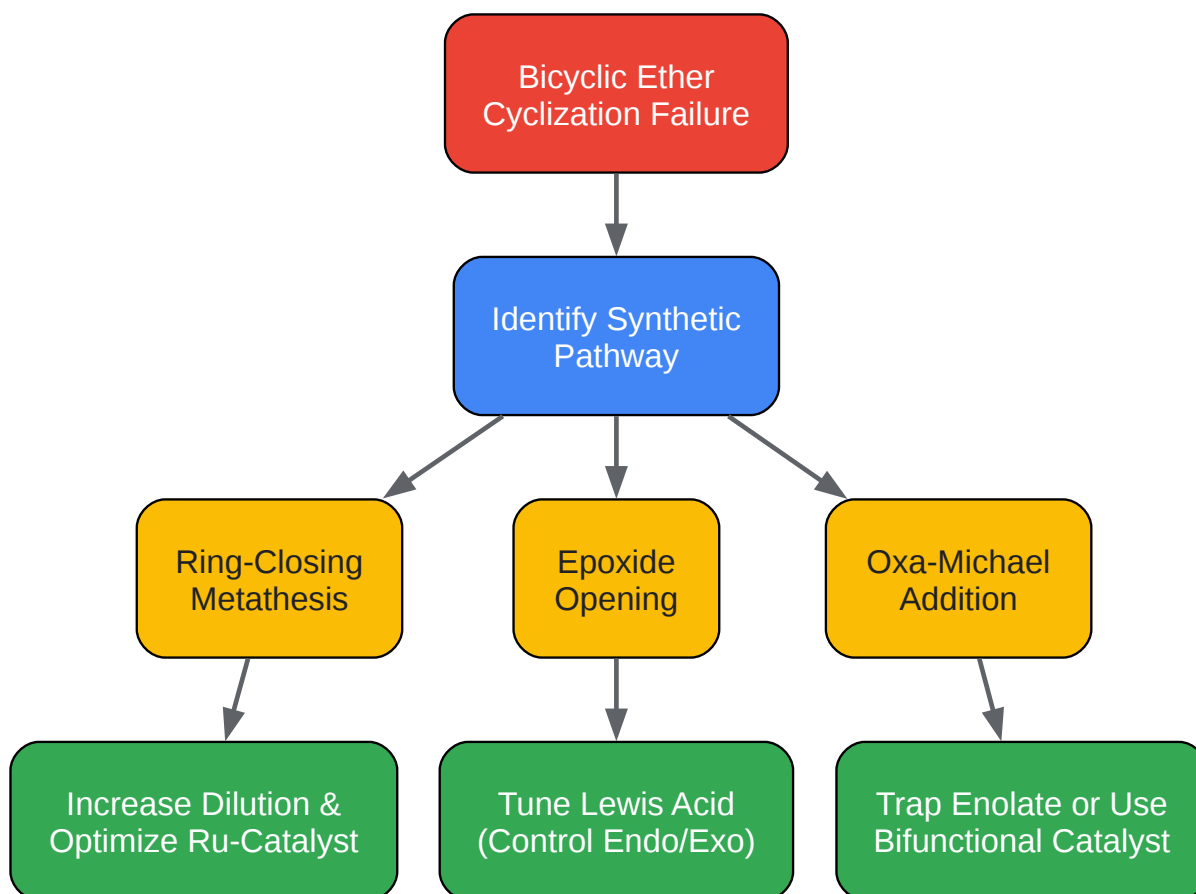 Bicyclic Ether
Cyclization Failure
Identify Synthetic
Pathway
Ring-Closing
Metathesis
Epoxide
Opening
Oxa-Michael
Addition
Increase Dilution &
Optimize Ru-Catalyst
Tune Lewis Acid
(Control Endo/Exo)
Trap Enolate or Use
Bifunctional Catalyst